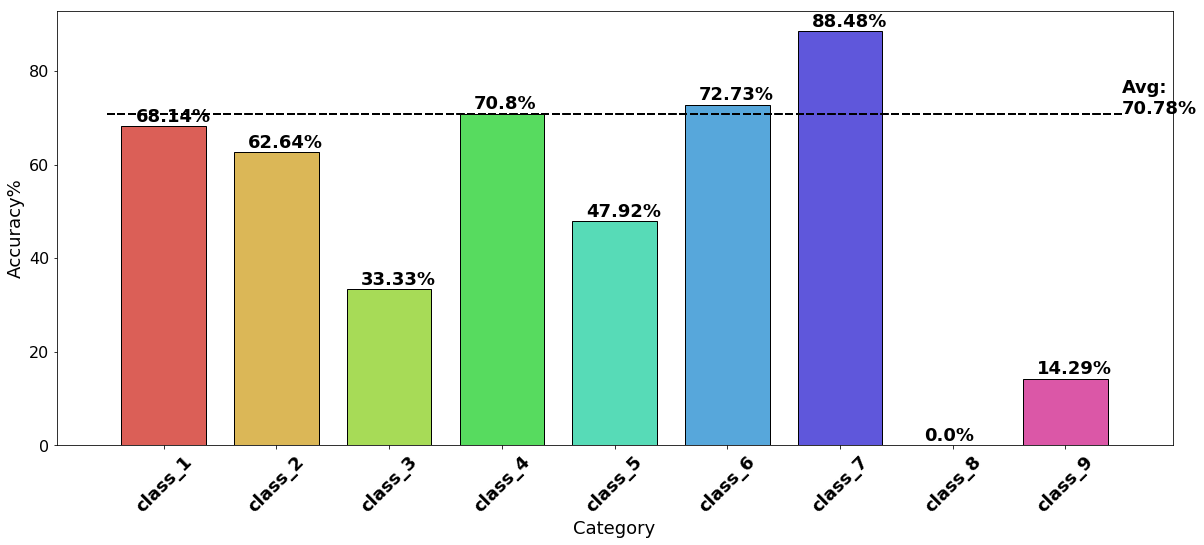 88.48%
80
Avg:
72.73%
70.8%
70.78%
68.14%
62.64%
60
47.92%
Accuracy%
40
33.33%
20
14.29%
0.0%
0
class_1
class_2
class_3
class_4
class_5
class_6
class_7
class_8
class_9
Category